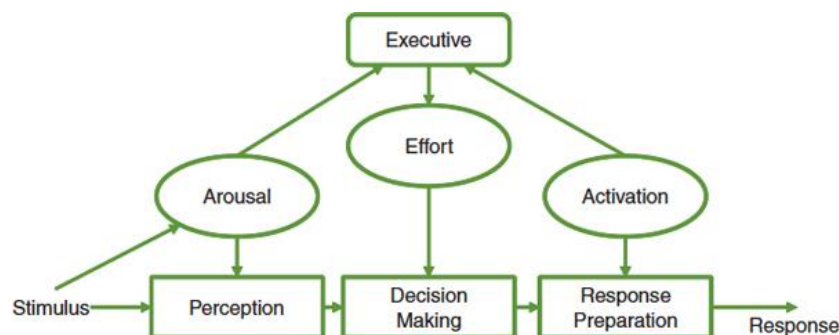 Executive
Effort
Arousal
Activation
Stimulus
Perception
Decision
Making
Response
Preparation
Response